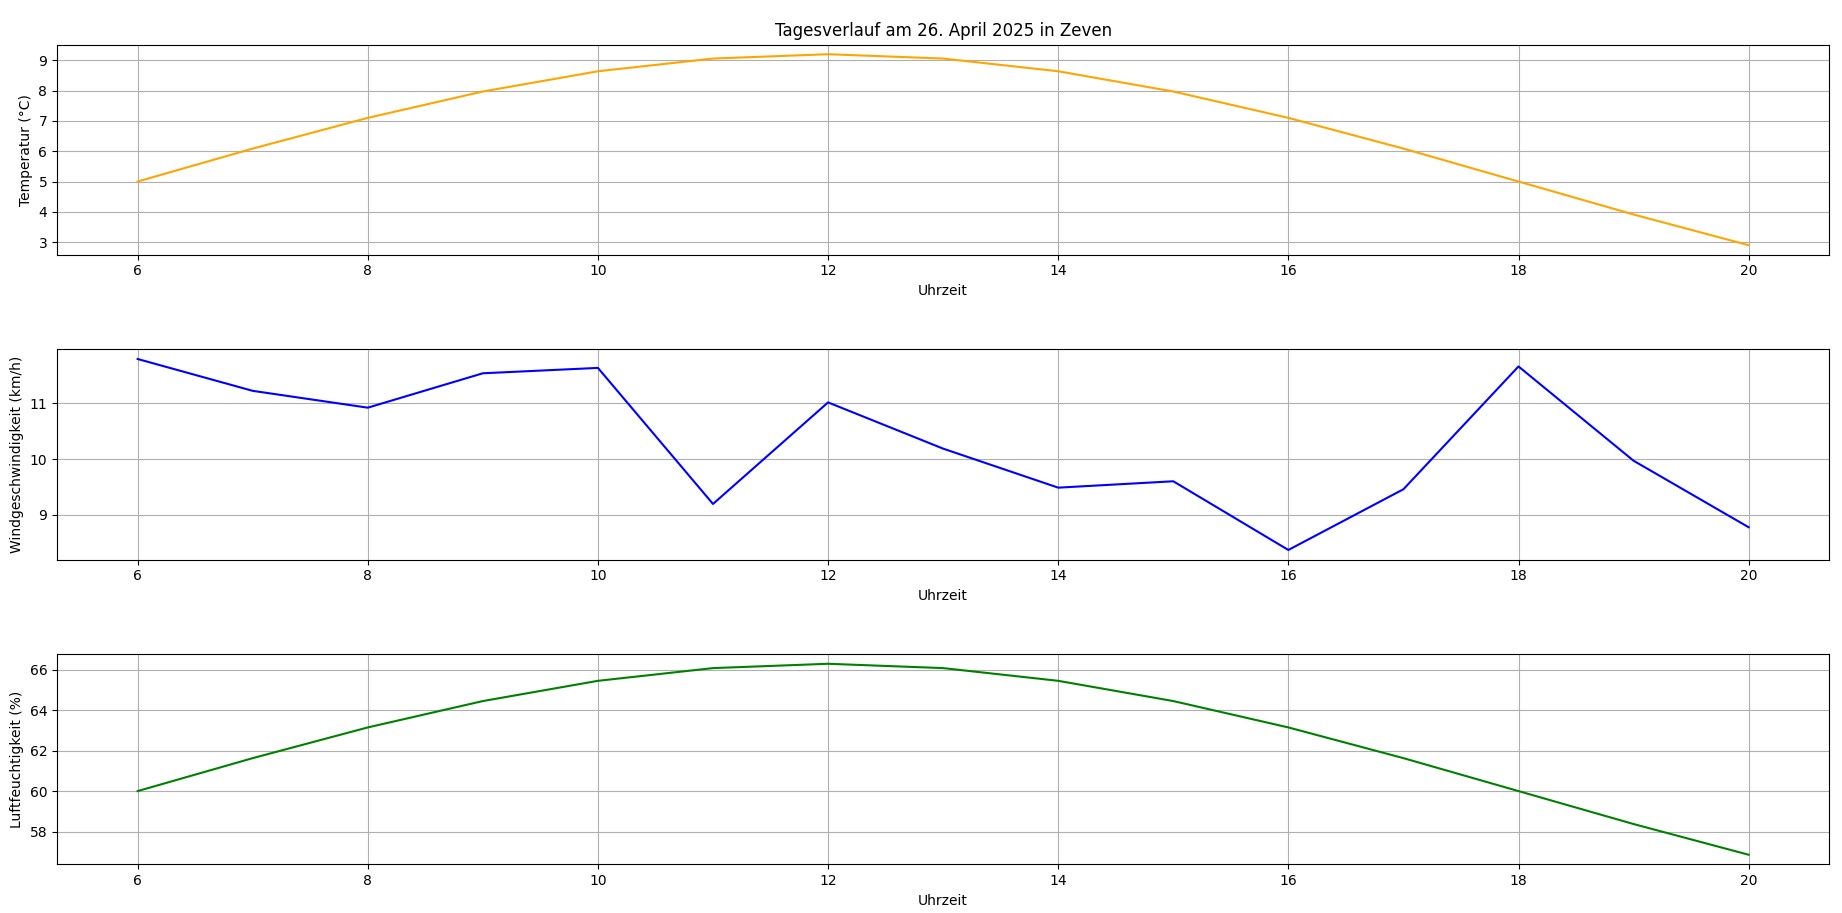 Tagesverlauf am 26. April 2025 in Zeven
Temperatur (°C)
9
8
7
6
5
4
3
6 8 10 12 14 16 18 20
Uhrzeit
Windgeschwindigkeit (km/h)
11
10
9
6 8 10 12 14 16 18 20
Uhrzeit
Luftfeuchtigkeit (%)
66
64
62
60
58
6 8 10 12 14 16 18 20
Uhrzeit